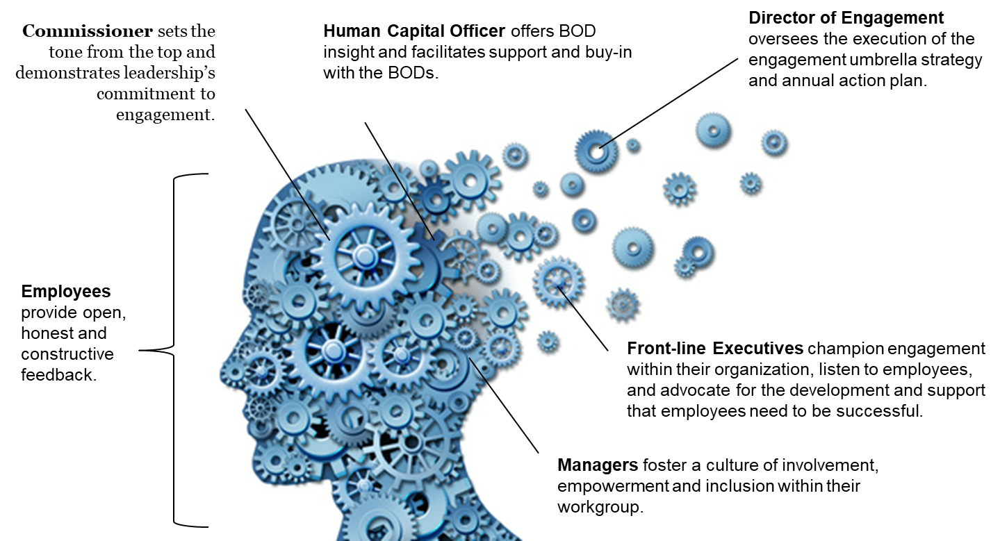 Commissioner sets the
tone from the top and
demonstrates leadership’s
commitment to
engagement.
Human Capital Officer offers BOD
insight and facilitates support and buy-in
with the BODs.
Director of Engagement
oversees the execution of the
engagement umbrella strategy
and annual action plan.
Employees
provide open,
honest and
constructive
feedback.
Front-line Executives champion engagement
within their organization, listen to employees,
and advocate for the development and support
that employees need to be successful.
Managers foster a culture of involvement,
empowerment and inclusion within their
workgroup.